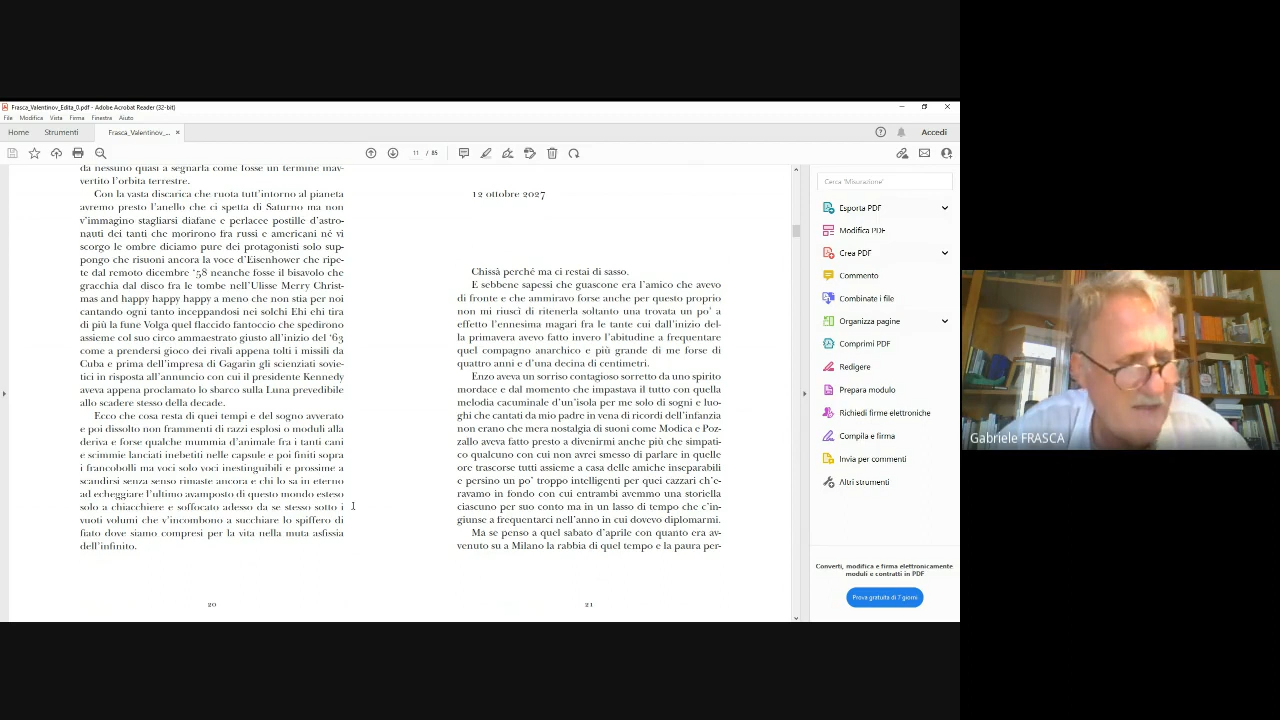 Frasca_Valentinov_Edita_0.pdf - Adobe Acrobat Reader (32-bit)
File Modifica Vista Firma Finestra Aiuto
Home Strumenti Frasca_Valentinov_... × Accedi
11 / 85
da nessuno quasi a segnarla come fosse un termine inav-
vertito l'orbita terrestre.
Con la vasta discarica che ruota tutt'intorno al pianeta
avremo presto l'anello che ci spetta di Saturno ma non
v'immagino stagliarsi diafane e perlacee postille d'astro-
nauti dei tanti che morirono fra russi e americani né vi
scorgo le ombre diciamo pure dei protagonisti solo sup-
pongo che risuoni ancora la voce d'Eisenhower che ripe-
te dal remoto dicembre '58 neanche fosse il bisavolo che
gracchia dal disco fra le tombe nell'Ulisse Merry Christ-
mas and happy happy happy a meno che non stia per noi
cantando ogni tanto inceppandosi nei solchi Ehi ehi tira
di più la fune Volga quel flaccido fantoccio che spedirono
assieme col suo circo ammaestrato giusto all'inizio del '63
come a prendersi gioco dei rivali appena tolti i missili da
Cuba e prima dell'impresa di Gagarin gli scienziati sovie-
tici in risposta all'annuncio con cui il presidente Kennedy
aveva appena proclamato lo sbarco sulla Luna prevedibile
allo scadere stesso della decade.
Ecco che cosa resta di quei tempi e del sogno avverato
e poi dissolto non frammenti di razzi esplosi o moduli alla
deriva e forse qualche mummia d'animale fra i tanti cani
e scimmie lanciati inebetiti nelle capsule e poi finiti sopra
i francobolli ma voci solo voci inestinguibili e prossime a
scandirsi senza senso rimaste ancora e chi lo sa in eterno
ad echeggiare l'ultimo avamposto di questo mondo esteso
solo a chiacchiere e soffocato adesso da se stesso sotto i
vuoti volumi che v'incombono a succhiare lo spiffero di
fiato dove siamo compresi per la vita nella muta asfissia
dell'infinito.
20
12 ottobre 2027
Chissà perché ma ci restai di sasso.
E sebbene sapessi che guascone era l'amico che avevo
di fronte e che ammiravo forse anche per questo proprio
non mi riuscì di ritenerla soltanto una trovata un po' a
effetto l'ennesima magari fra le tante cui dall'inizio del-
la primavera avevo fatto invero l'abitudine a frequentare
quel compagno anarchico e più grande di me forse di
quattro anni e d'una decina di centimetri.
Enzo aveva un sorriso contagioso sorretto da uno spirito
mordace e dal momento che impastava il tutto con quella
melodia cacuminale d'un'isola per me solo di sogni e luo-
ghi che cantati da mio padre in vena di ricordi dell'infanzia
non erano che mera nostalgia di suoni come Modica e Poz-
zallo aveva fatto presto a divenirmi anche più che simpati-
co qualcuno con cui non avrei smesso di parlare in quelle
ore trascorse tutti assieme a casa delle amiche inseparabili
e persino un po' troppo intelligenti per quei cazzari ch'e-
ravamo in fondo con cui entrambi avemmo una storiella
ciascuno per suo conto ma in un lasso di tempo che c'in-
giunse a frequentarci nell'anno in cui dovevo diplomarmi.
Ma se penso a quel sabato d'aprile con quanto era av-
venuto su a Milano la rabbia di quel tempo e la paura per-
21
Cerca 'Misurazione'
Esporta PDF
Modifica PDF
Crea PDF
Commento
Combinate i file
Organizza pagine
Comprimi PDF
Redigere
Prepara modulo
Richiedi firme elettroniche
Compila e firma
Invia per commenti
Altri strumenti
Converti, modifica e firma elettronicamente
moduli e contratti in PDF
Prova gratuita di 7 giorni
Gabriele FRASCA